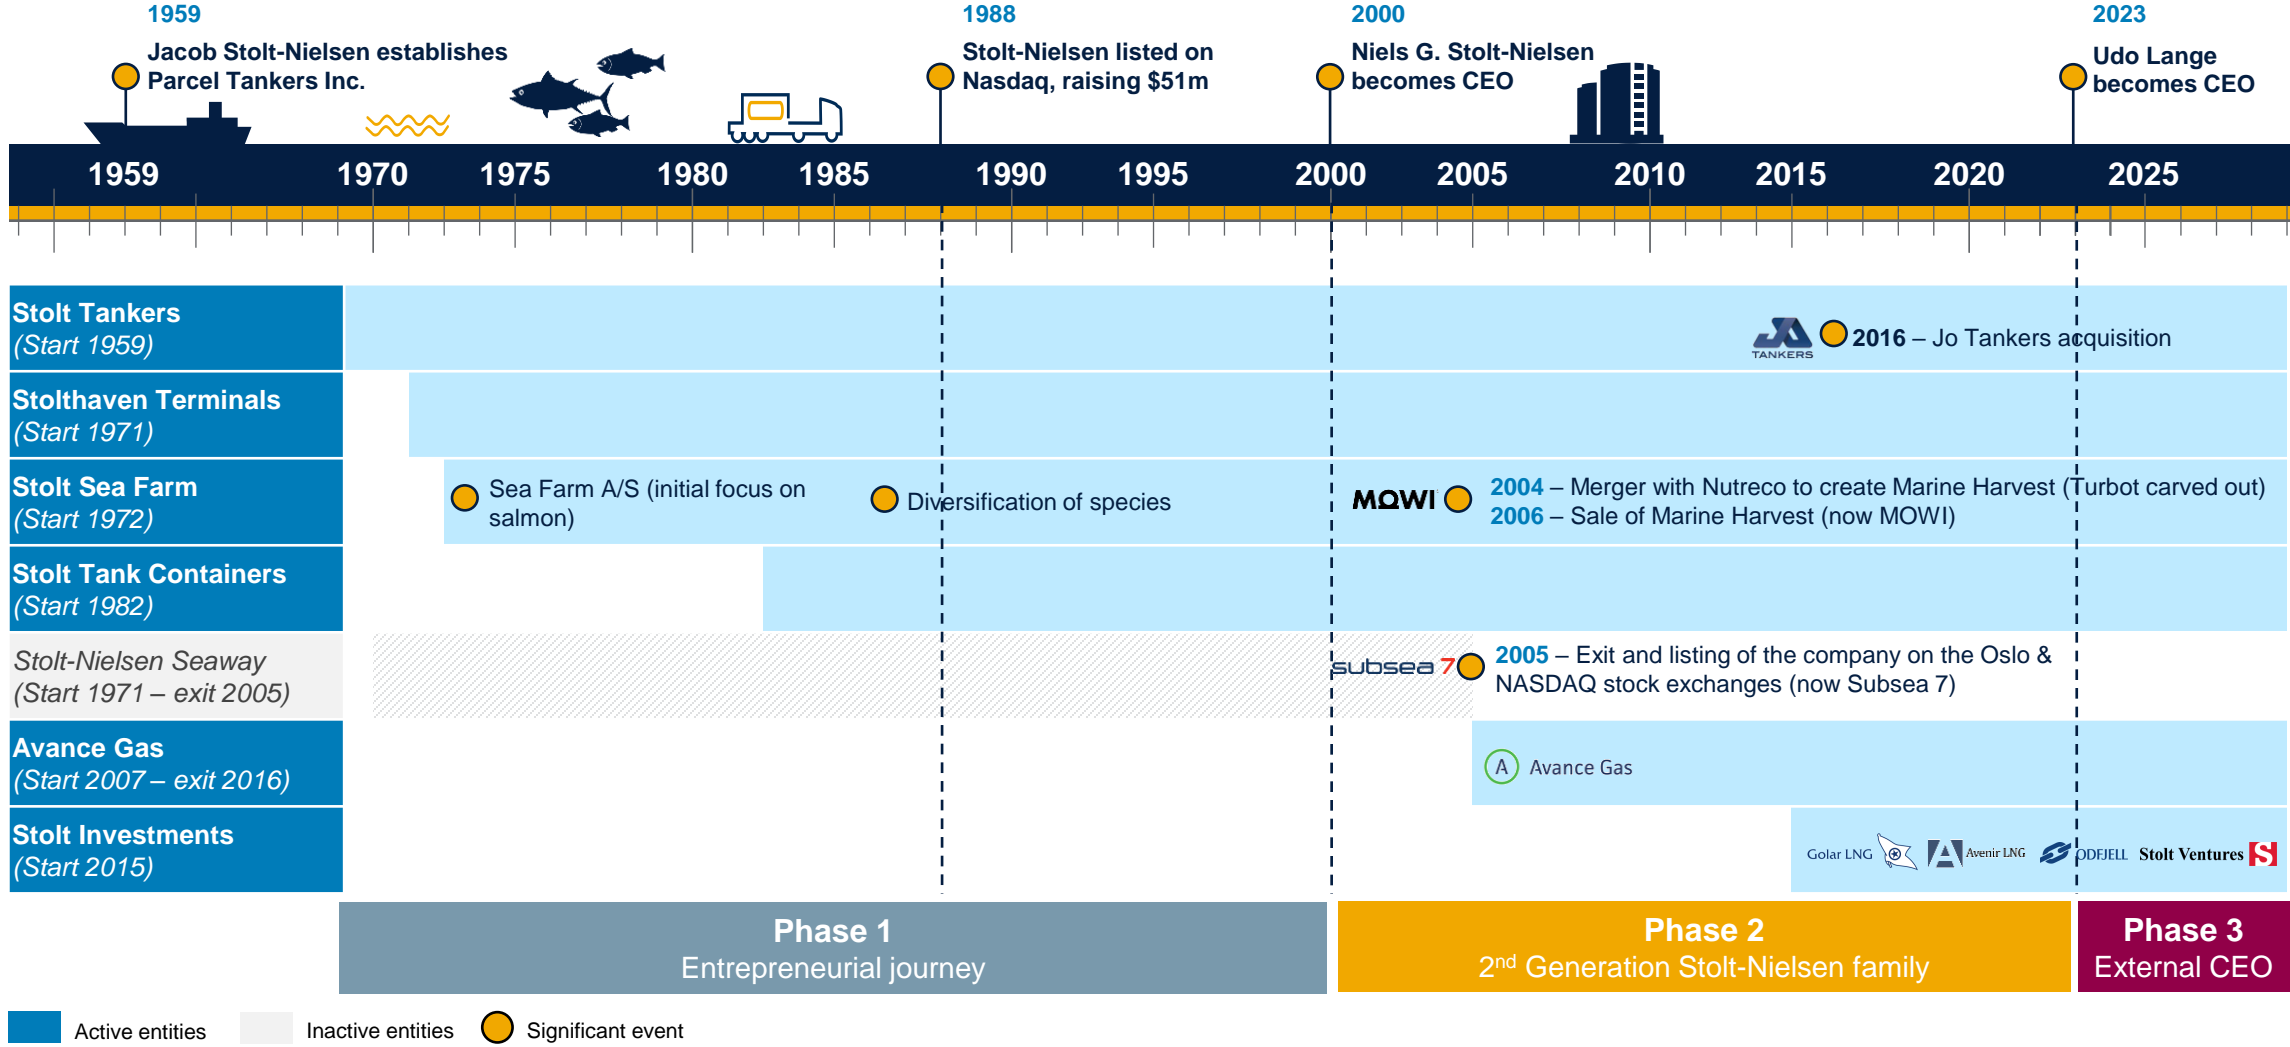 1959
Jacob Stolt-Nielsen establishes
Parcel Tankers Inc.
1988
Stolt-Nielsen listed on
Nasdaq, raising $51m
2000
Niels G. Stolt-Nielsen
becomes CEO
2023
Udo Lange
becomes CEO
1959 1970 1975 1980 1985 1990 1995 2000 2005 2010 2015 2020 2025
Stolt Tankers
(Start 1959)
JO TANKERS
2016 – Jo Tankers acquisition
Stolthaven Terminals
(Start 1971)
Stolt Sea Farm
(Start 1972)
Sea Farm A/S (initial focus on
salmon)
Diversification of species
MOWI
2004 – Merger with Nutreco to create Marine Harvest (Turbot carved out)
2006 – Sale of Marine Harvest (now MOWI)
Stolt Tank Containers
(Start 1982)
Stolt-Nielsen Seaway
(Start 1971 – exit 2005)
subsea 7
2005 – Exit and listing of the company on the Oslo &
NASDAQ stock exchanges (now Subsea 7)
Avance Gas
(Start 2007 – exit 2016)
A Avance Gas
Stolt Investments
(Start 2015)
Golar LNG
A Avenir LNG
ODFJELL
Stolt Ventures S
Phase 1
Entrepreneurial journey
Phase 2
2nd Generation Stolt-Nielsen family
Phase 3
External CEO
Active entities
Inactive entities
Significant event